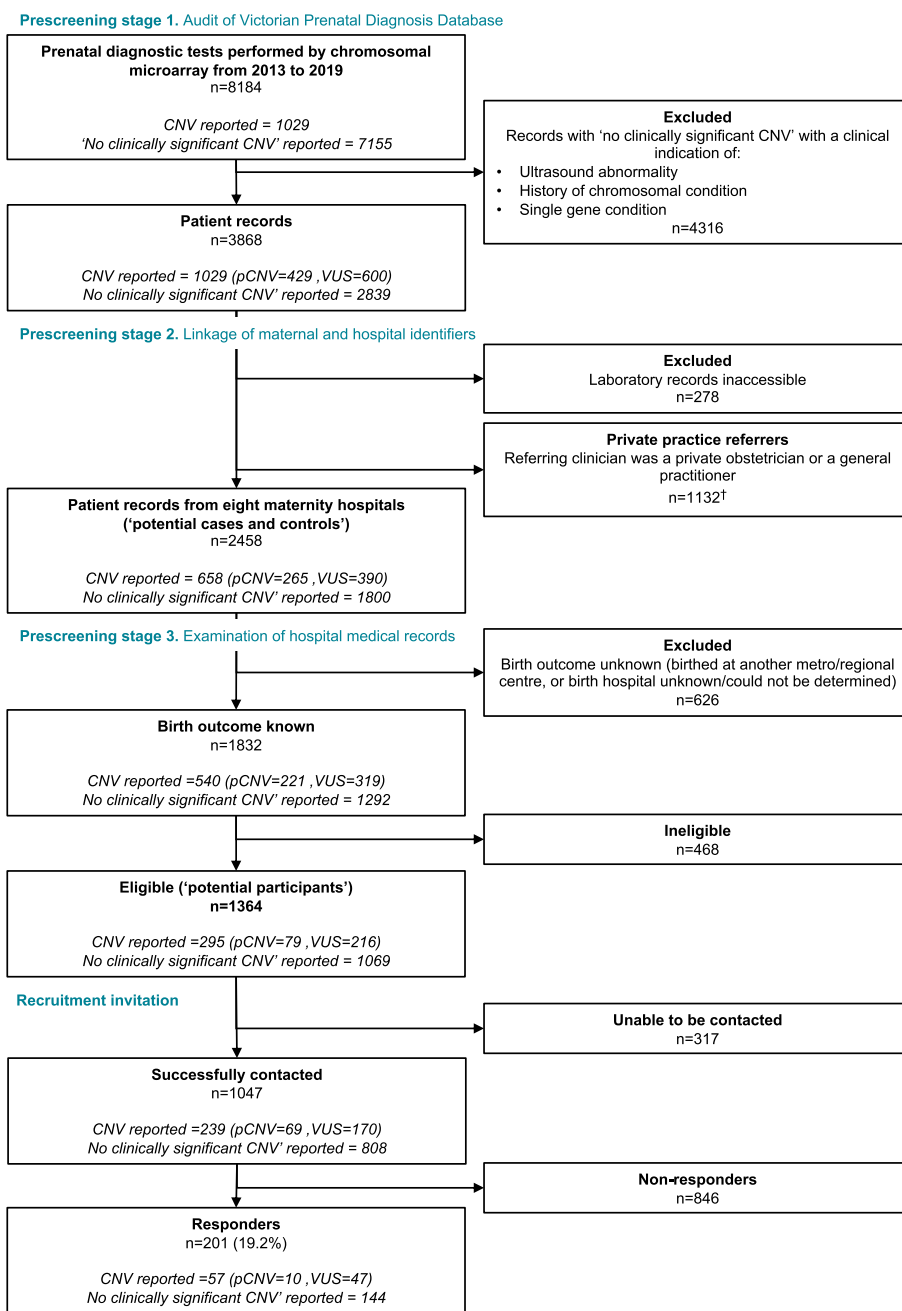 Prescreening stage 1. Audit of Victorian Prenatal Diagnosis Database
Prenatal diagnostic tests performed by chromosomal
microarray from 2013 to 2019
n=8184
CNV reported = 1029
‘No clinically significant CNV’ reported = 7155
Excluded
Records with ‘no clinically significant CNV’ with a clinical
indication of:
• Ultrasound abnormality
• History of chromosomal condition
• Single gene condition
n=4316
Patient records
n=3868
CNV reported = 1029 (pCNV=429 ,VUS=600)
No clinically significant CNV’ reported = 2839
Prescreening stage 2. Linkage of maternal and hospital identifiers
Excluded
Laboratory records inaccessible
n=278
Private practice referrers
Referring clinician was a private obstetrician or a general
practitioner
n=1132†
Patient records from eight maternity hospitals
(‘potential cases and controls’)
n=2458
CNV reported = 658 (pCNV=265 ,VUS=390)
No clinically significant CNV’ reported = 1800
Prescreening stage 3. Examination of hospital medical records
Excluded
Birth outcome unknown (birthed at another metro/regional
centre, or birth hospital unknown/could not be determined)
n=626
Birth outcome known
n=1832
CNV reported =540 (pCNV=221 ,VUS=319)
No clinically significant CNV’ reported = 1292
Ineligible
n=468
Eligible (‘potential participants’)
n=1364
CNV reported =295 (pCNV=79 ,VUS=216)
No clinically significant CNV’ reported = 1069
Recruitment invitation
Unable to be contacted
n=317
Successfully contacted
n=1047
CNV reported =239 (pCNV=69 ,VUS=170)
No clinically significant CNV’ reported = 808
Non-responders
n=846
Responders
n=201 (19.2%)
CNV reported =57 (pCNV=10 ,VUS=47)
No clinically significant CNV’ reported = 144